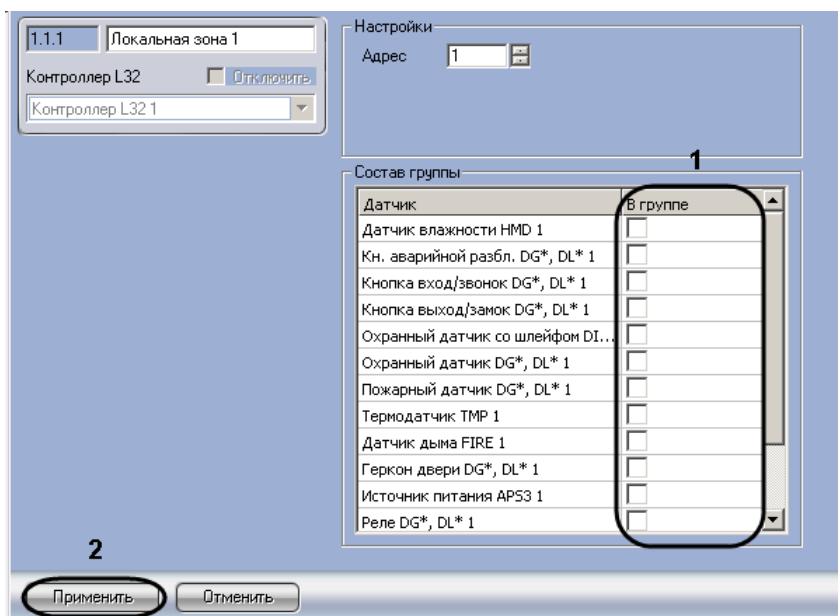 1.1.1 Локальная зона 1
Контроллер L32 Отключить
Контроллер L32 1
Настройки
Адрес 1
1
Состав группы
Датчик В группе
Датчик влажности HMD 1
Кн. аварийной разбл. DG*, DL* 1
Кнопка вход/звонок DG*, DL* 1
Кнопка выход/замок DG*, DL* 1
Охранный датчик со шлейфом DI...
Охранный датчик DG*, DL* 1
Пожарный датчик DG*, DL* 1
Термодатчик TMP 1
Датчик дыма FIRE 1
Геркон двери DG*, DL* 1
Источник питания APS3 1
Реле DG*, DL* 1
2
Применить Отменить